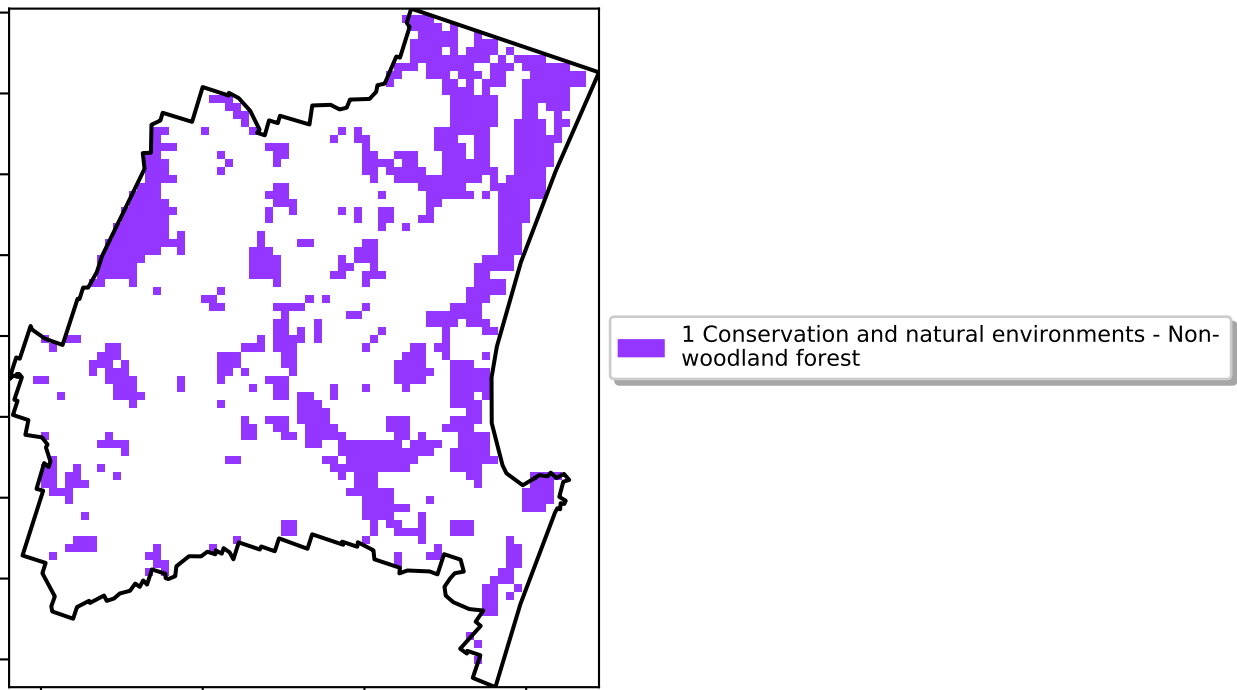 1 Conservation and natural environments - Non-
woodland forest